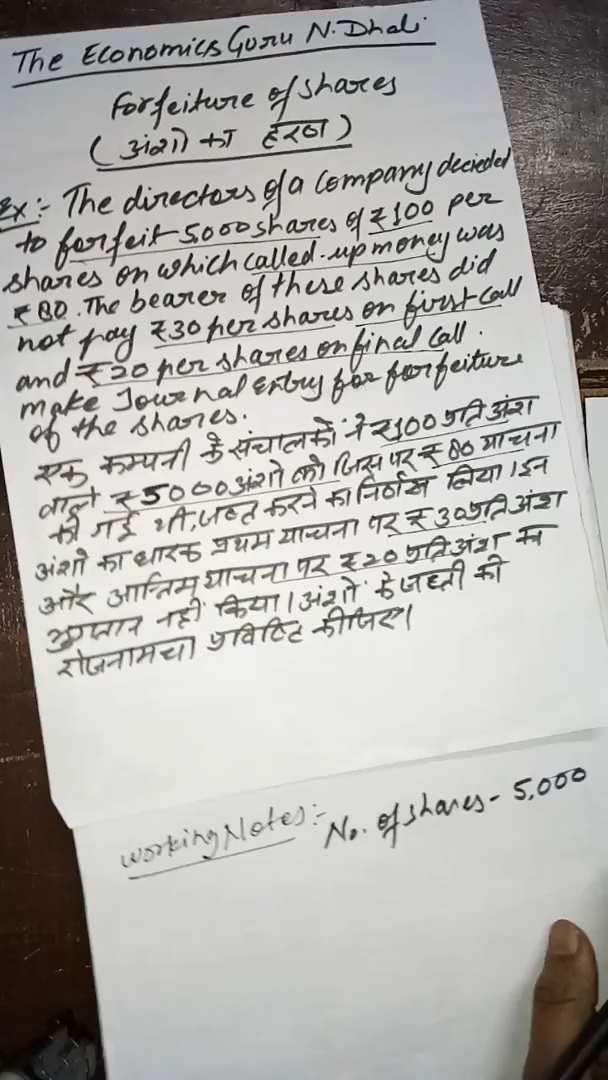 The Economics Guru N. Dhali
Forfeiture of shares
(अंशो का हरण)
Ex:- The directors of a company decided
to forfeit 5,000 shares of ₹100 per
shares on which called-up money was
₹80. The bearer of these shares did
not pay ₹30 per shares on first call
and ₹20 per shares on final call.
make Journal Entry for forfeiture
of the shares.
एक कम्पनी के संचालकों ने ₹100 प्रति अंश
वाले ₹5000 अंशो को जिस पर ₹80 याचना
की गई थी, जब्त करने का निर्णय लिया। इन
अंशों का धारक प्रथम याचना पर ₹30 प्रति अंश
और अन्तिम याचना पर ₹20 प्रति अंश का
भुगतान नहीं किया। अंशों के जब्ती की
रोजनामचा प्रविष्टि कीजिए।
Working Notes:-
No. of shares - 5,000